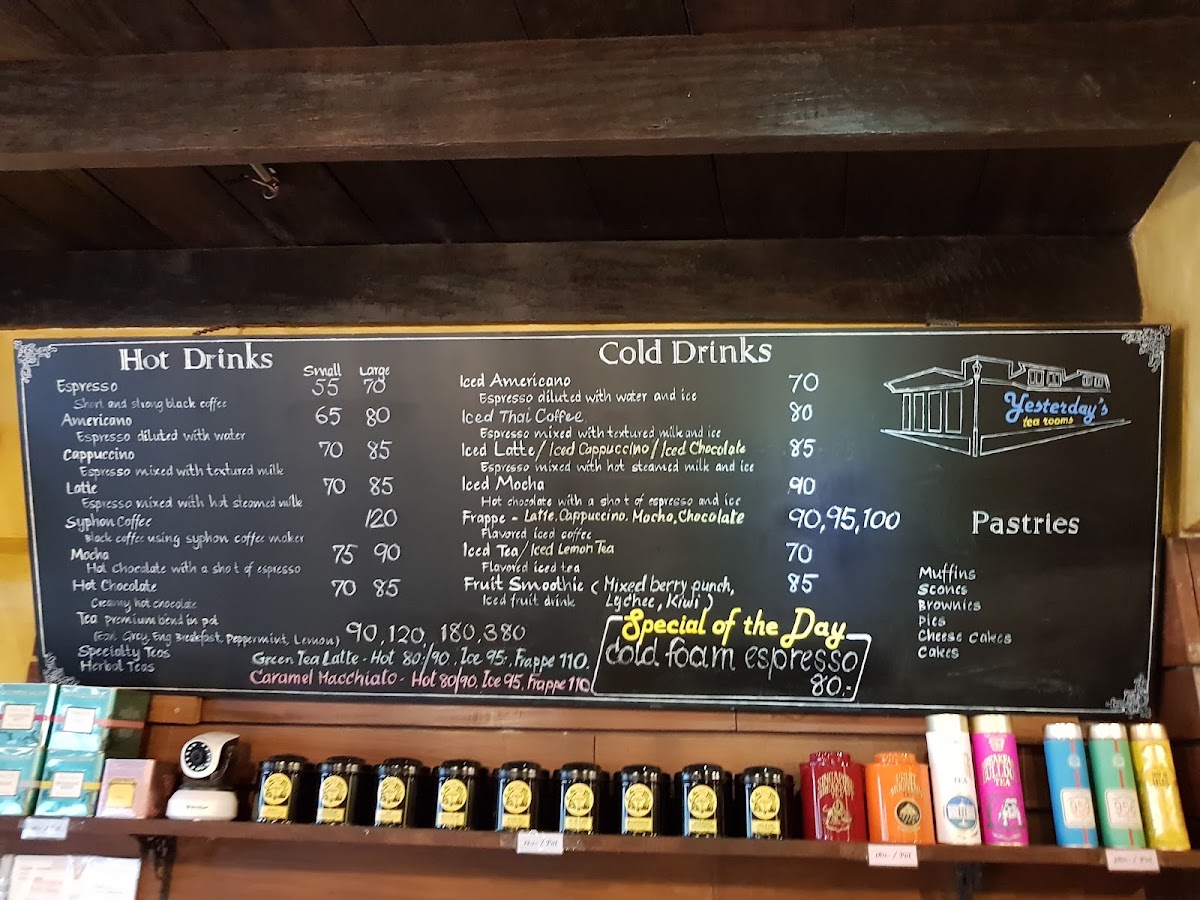 Hot Drinks
Small Large
Espresso 55 70
Short and strong black coffee
Americano 65 80
Espresso diluted with water
Cappuccino 70 85
Espresso mixed with textured milk
Latte 70 85
Espresso mixed with hot steamed milk
Syphon Coffee 120
Black coffee using syphon coffee maker
Mocha 75 90
Hot Chocolate with a shot of espresso
Hot Chocolate 70 85
Creamy hot chocolate
Tea premium blend in pot
(Earl Grey, Eng Breakfast, Peppermint, Lemon) 90,120, 180,380
Specialty Teas
Herbal Teas
Green Tea Latte - Hot 80/90, Ice 95, Frappe 110.
Caramel Macchiato - Hot 80/90, Ice 95, Frappe 110
Cold Drinks
Iced Americano 70
Espresso diluted with water and ice
Iced Thai Coffee 80
Espresso mixed with textured milk and ice
Iced Latte/Iced Cappuccino/Iced Chocolate 85
Espresso mixed with hot steamed milk and ice
Iced Mocha 90
Hot chocolate with a shot of espresso and ice
Frappe - Latte, Cappuccino, Mocha, Chocolate 90,95,100
Flavored iced coffee
Iced Tea/Iced Lemon Tea 70
Flavored iced tea
Fruit Smoothie (Mixed berry punch, 85
Iced fruit drink Lychee, Kiwi)
Special of the Day
cold foam espresso
80.-
Yesterday's
tea rooms
Pastries
Muffins
Scones
Brownies
Pies
Cheese Cakes
Cakes
TEA
TEA